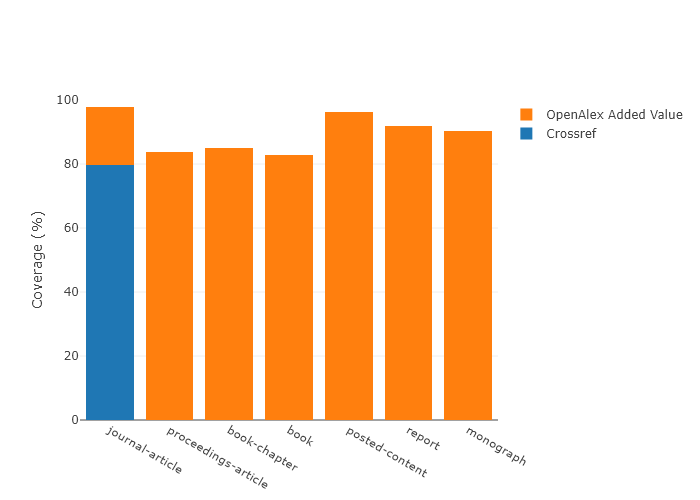 100
80
60
40
20
0
Coverage (%)
journal-article
proceedings-article
book-chapter
book
posted-content
report
monograph
OpenAlex Added Value
Crossref